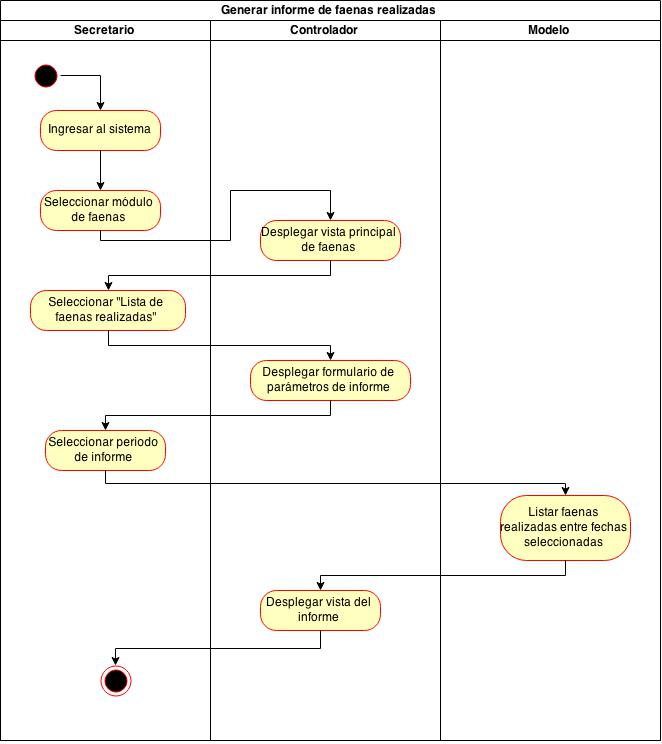 Generar informe de faenas realizadas
Secretario
Controlador
Modelo
Ingresar al sistema
Seleccionar módulo
de faenas
Desplegar vista principal
de faenas
Seleccionar "Lista de
faenas realizadas"
Desplegar formulario de
parámetros de informe
Seleccionar periodo
de informe
Listar faenas
realizadas entre fechas
seleccionadas
Desplegar vista del
informe